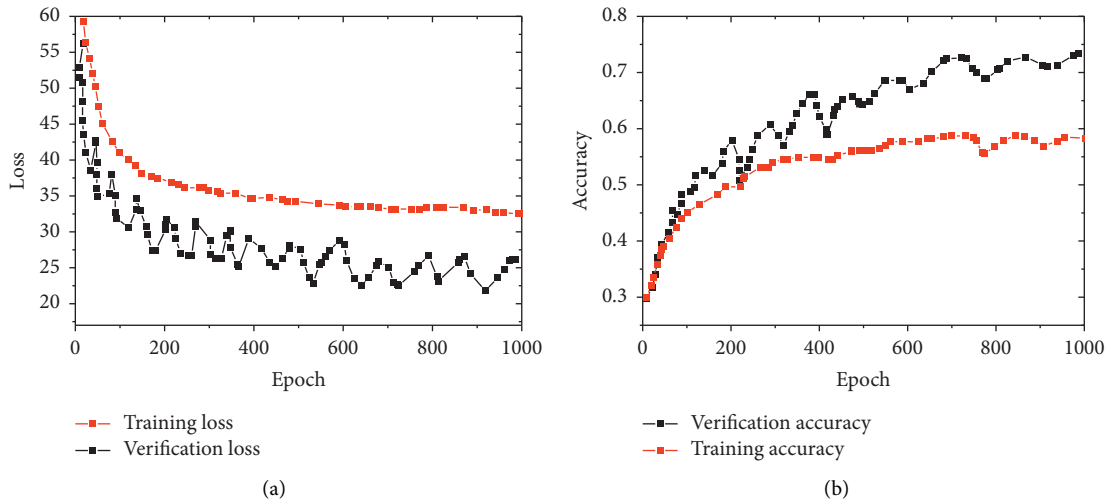 60
55
50
45
40
35
30
25
20
Loss
0
200
400
600
800
1000
Epoch
Training loss
Verification loss
(a)
0.8
0.7
0.6
0.5
0.4
0.3
Accuracy
0
200
400
600
800
1000
Epoch
Verification accuracy
Training accuracy
(b)